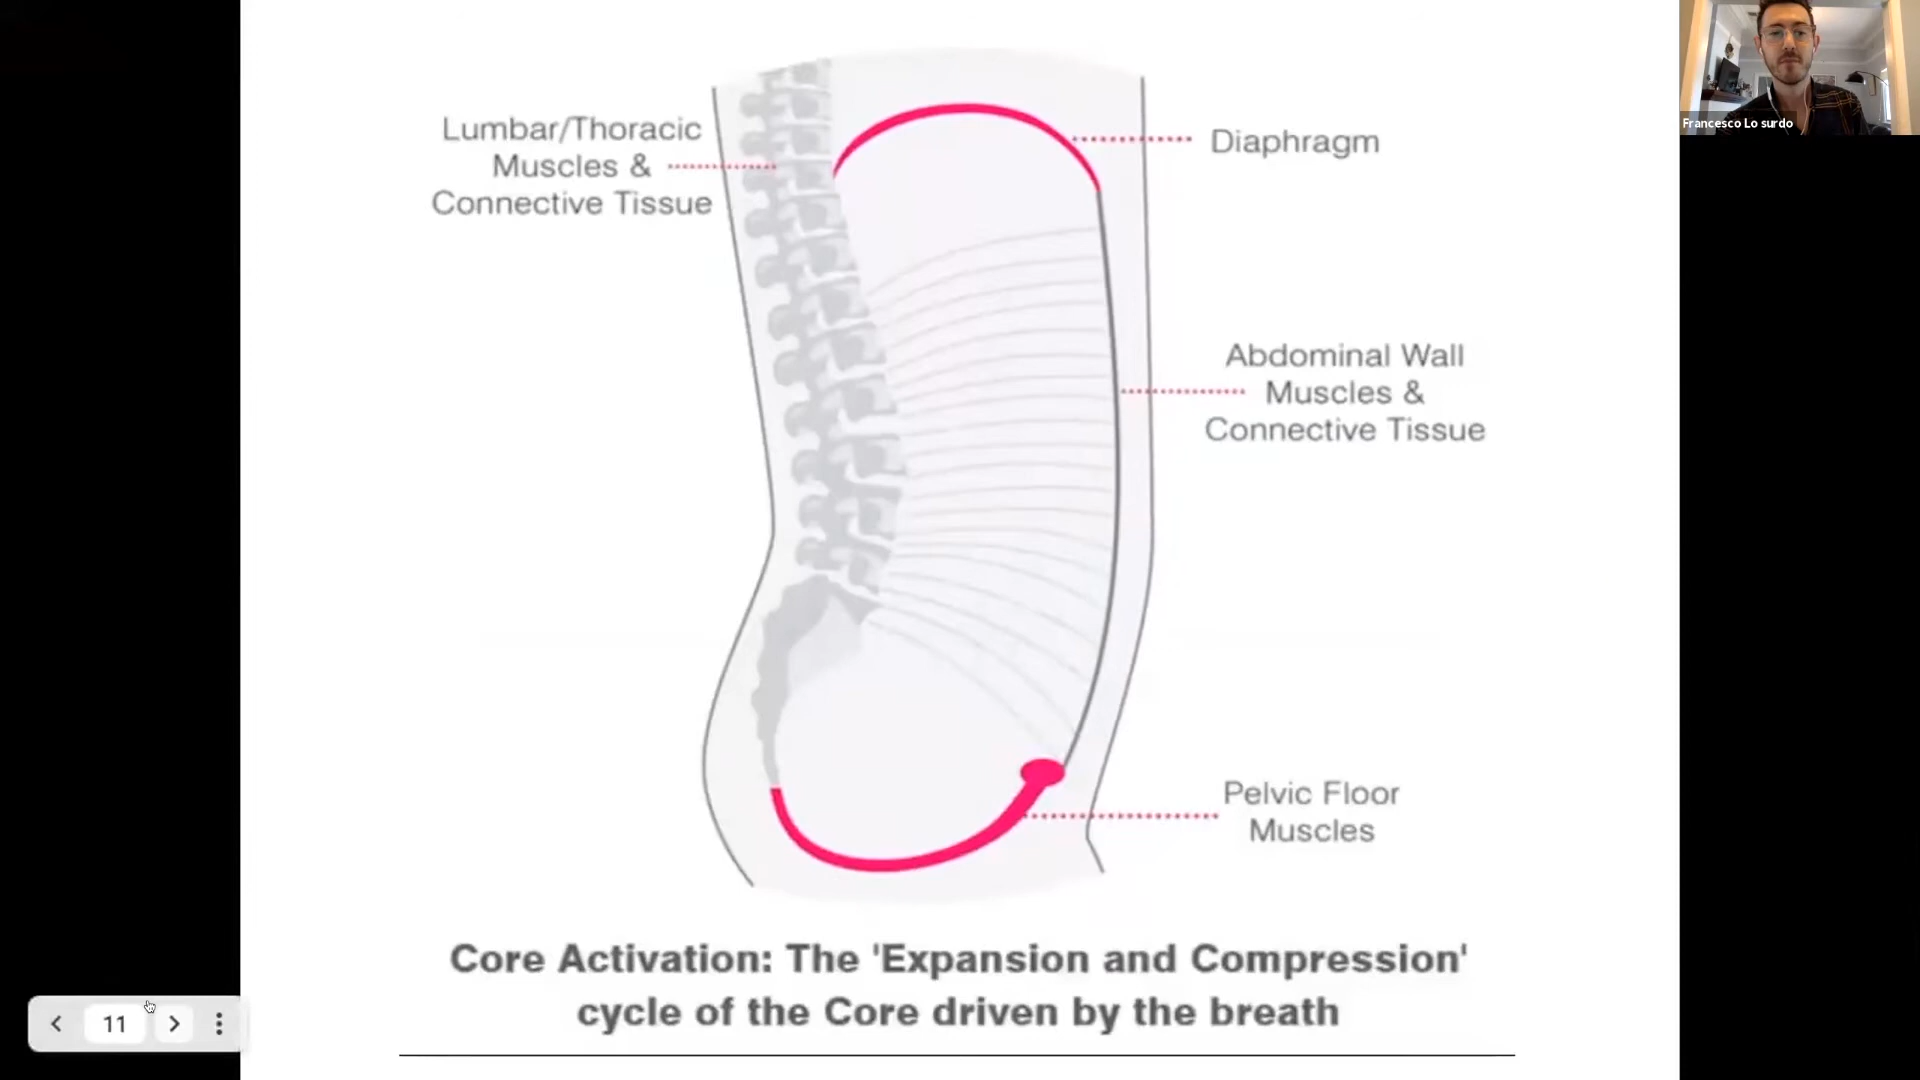 Francesco Lo surdo
Lumbar/Thoracic
Muscles &
Connective Tissue
Diaphragm
Abdominal Wall
Muscles &
Connective Tissue
Pelvic Floor
Muscles
Core Activation: The 'Expansion and Compression'
cycle of the Core driven by the breath
11